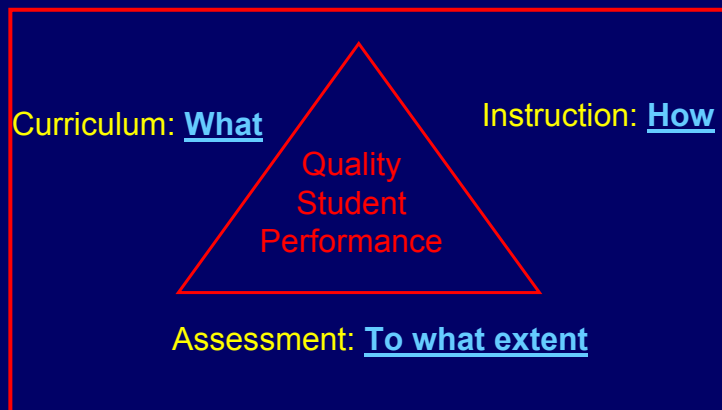 Curriculum: What
Instruction: How
Quality
Student
Performance
Assessment: To what extent